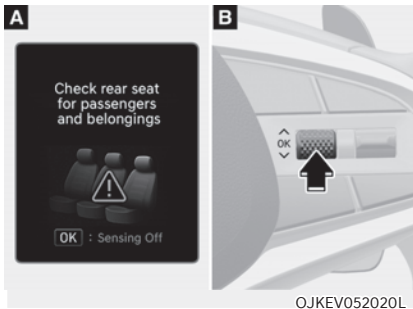 A
Check rear seat
for passengers
and belongings
OK : Sensing Off
B
OK
OJKEV052020L